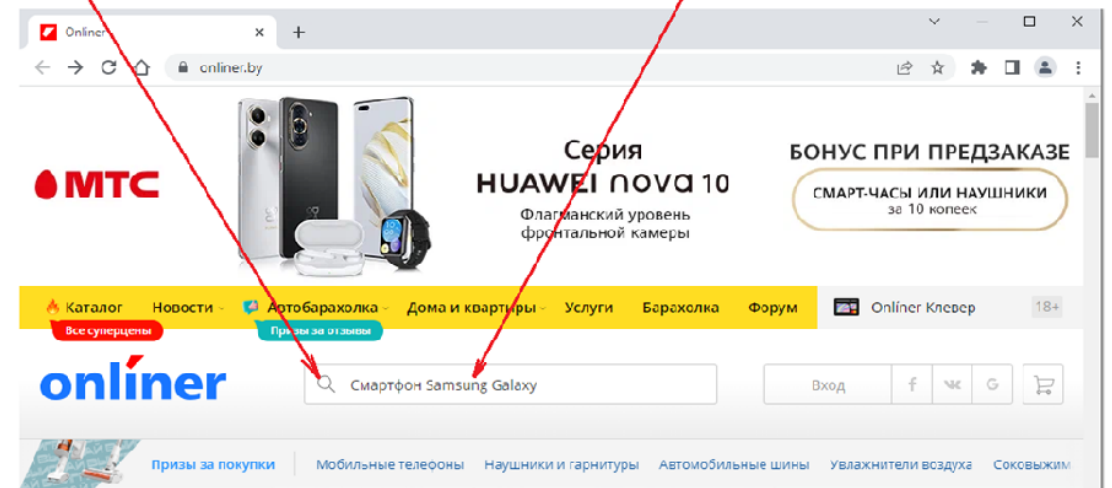 Onliner
onliner.by
МТС
Серия
HUAWEI nova 10
Флагманский уровень
фронтальной камеры
БОНУС ПРИ ПРЕДЗАКАЗЕ
СМАРТ-ЧАСЫ ИЛИ НАУШНИКИ
за 10 копеек
Каталог Новости Автобарахолка Дома и квартиры Услуги Барахолка Форум Onlíner Клевер 18+
Все суперцены Призы за отзывы
onlíner Смартфон Samsung Galaxy Вход f G
Призы за покупки Мобильные телефоны Наушники и гарнитуры Автомобильные шины Увлажнители воздуха Соковыжим